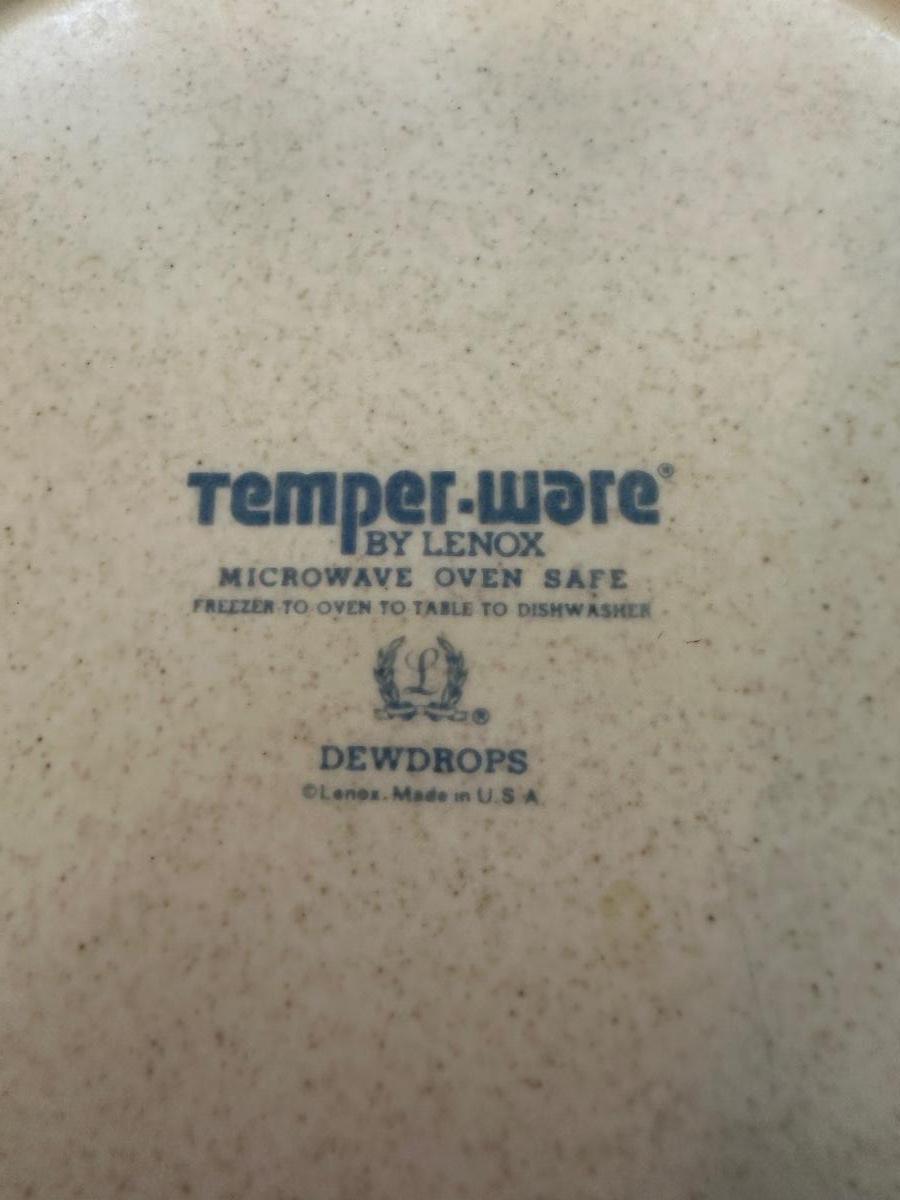 Temper-ware®
BY LENOX
MICROWAVE OVEN SAFE
FREEZER TO OVEN TO TABLE TO DISHWASHER
L ®
DEWDROPS
©Lenox. Made in U.S A